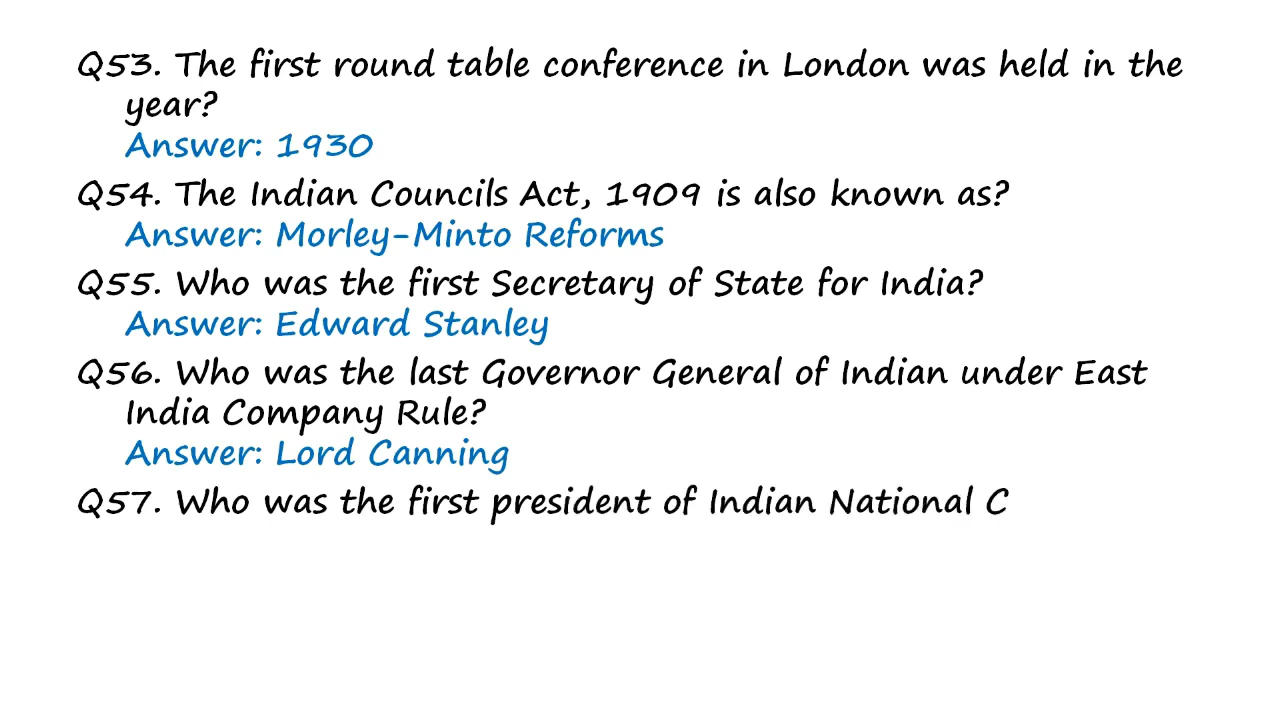 Q53. The first round table conference in London was held in the
year?
Answer: 1930
Q54. The Indian Councils Act, 1909 is also known as?
Answer: Morley-Minto Reforms
Q55. Who was the first Secretary of State for India?
Answer: Edward Stanley
Q56. Who was the last Governor General of Indian under East
India Company Rule?
Answer: Lord Canning
Q57. Who was the first president of Indian National C